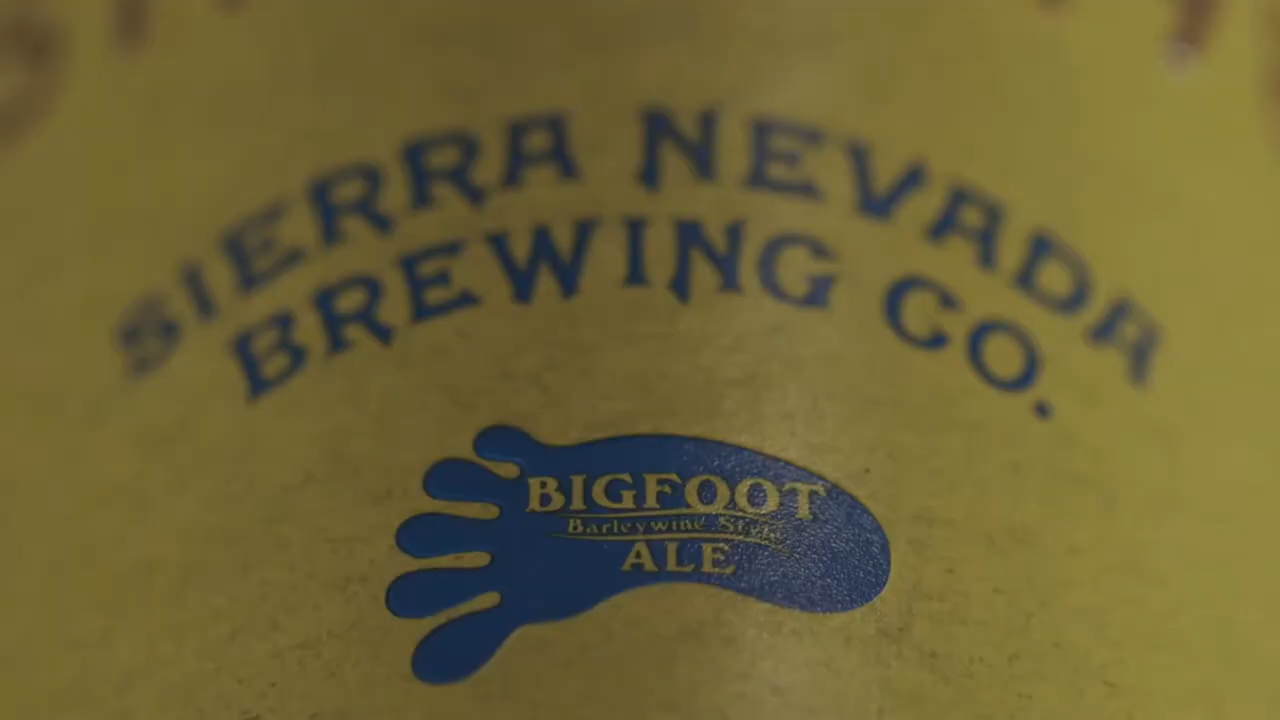 SIERRA NEVADA
BREWING CO.
BIGFOOT
Barleywine Style
ALE